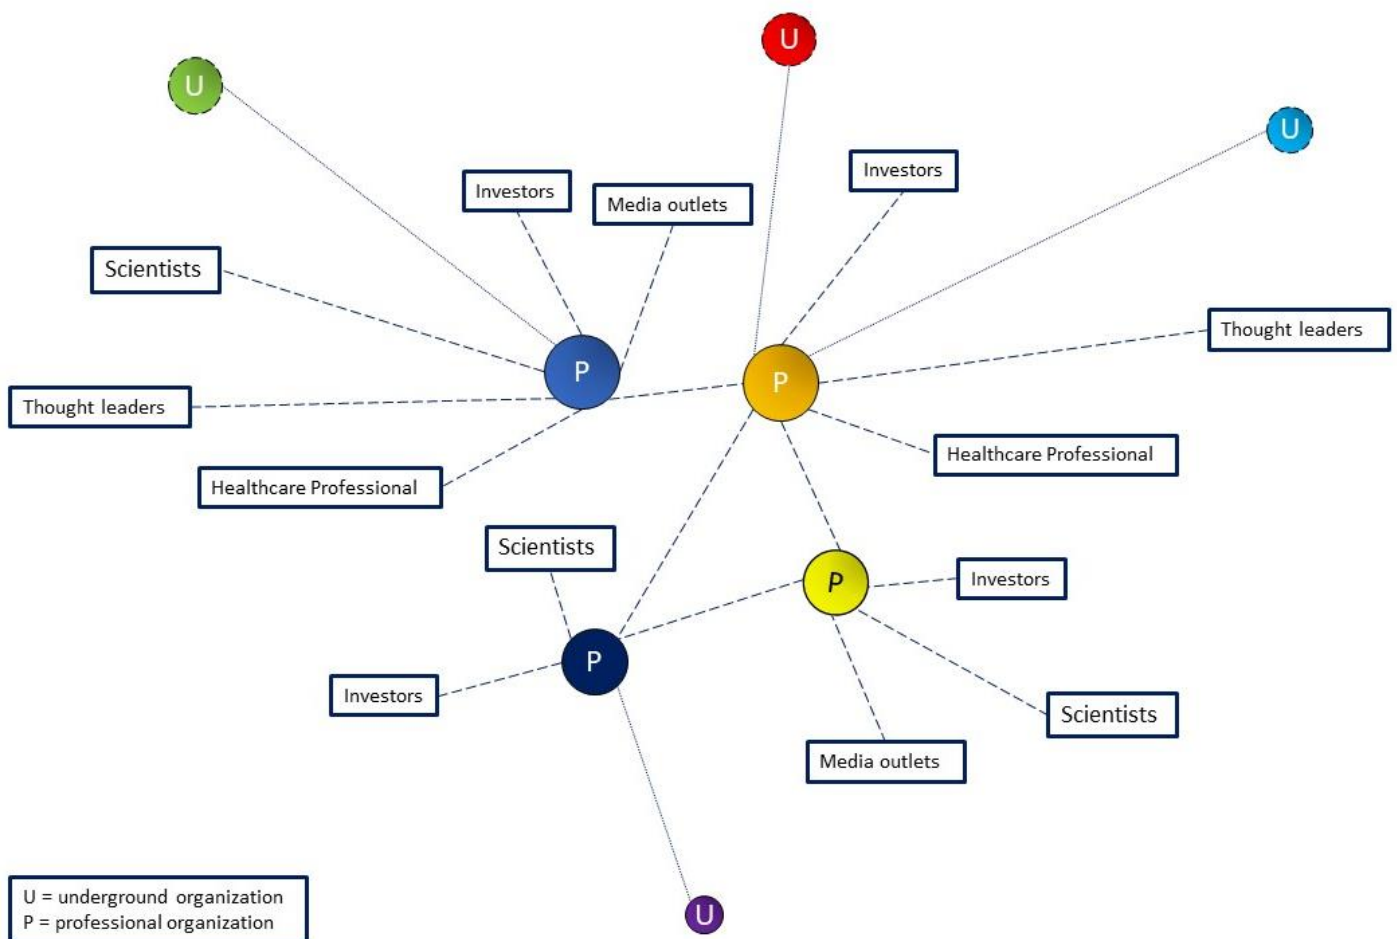 U
U
U
Investors
Media outlets
Investors
Scientists
Thought leaders
P
P
Thought leaders
Healthcare Professional
Healthcare Professional
Scientists
P
Investors
P
Investors
Scientists
Media outlets
U
U = underground organization
P = professional organization